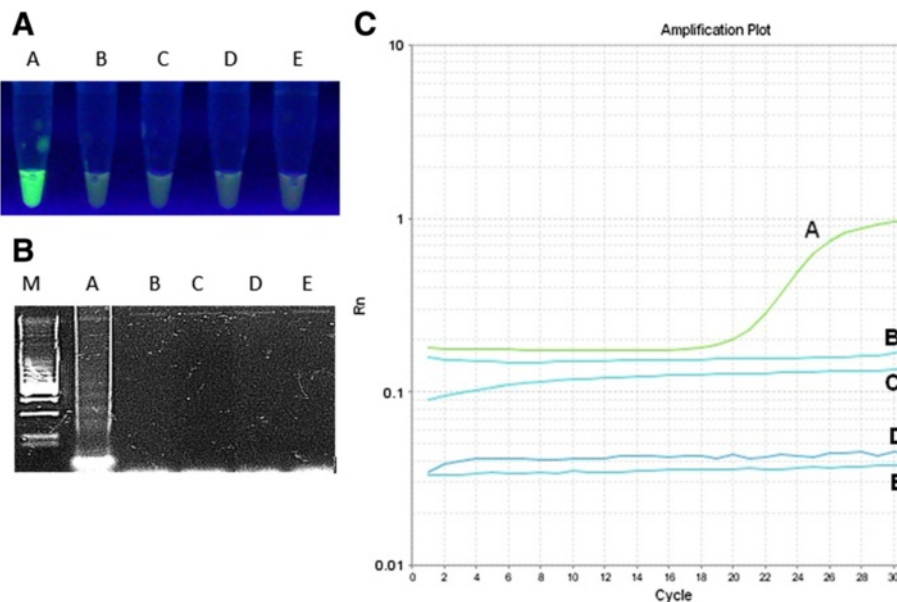 A
A B C D E
B
M A B C D E
C
Amplification Plot
10
1
0.1
0.01
Rn
A
B
C
D
E
0 2 4 6 8 10 12 14 16 18 20 22 24 26 28 30
Cycle